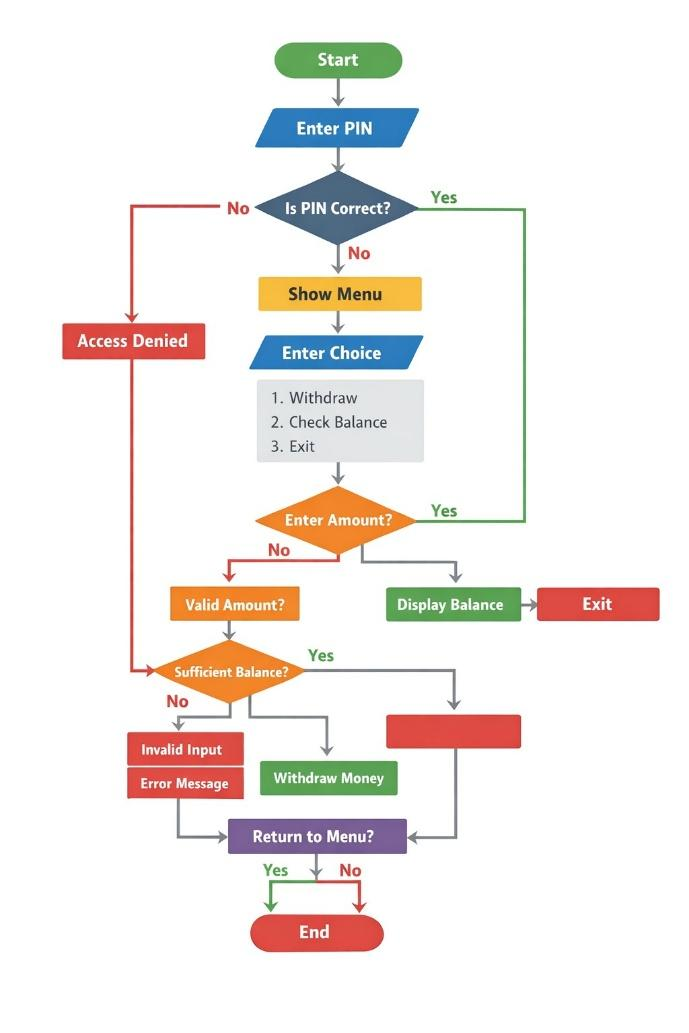 Start
Enter PIN
Is PIN Correct?
No
Yes
No
Show Menu
Access Denied
Enter Choice
1. Withdraw
2. Check Balance
3. Exit
Enter Amount?
Yes
No
Valid Amount?
Display Balance
Exit
Sufficient Balance?
Yes
No
Invalid Input
Error Message
Withdraw Money
Return to Menu?
Yes
No
End